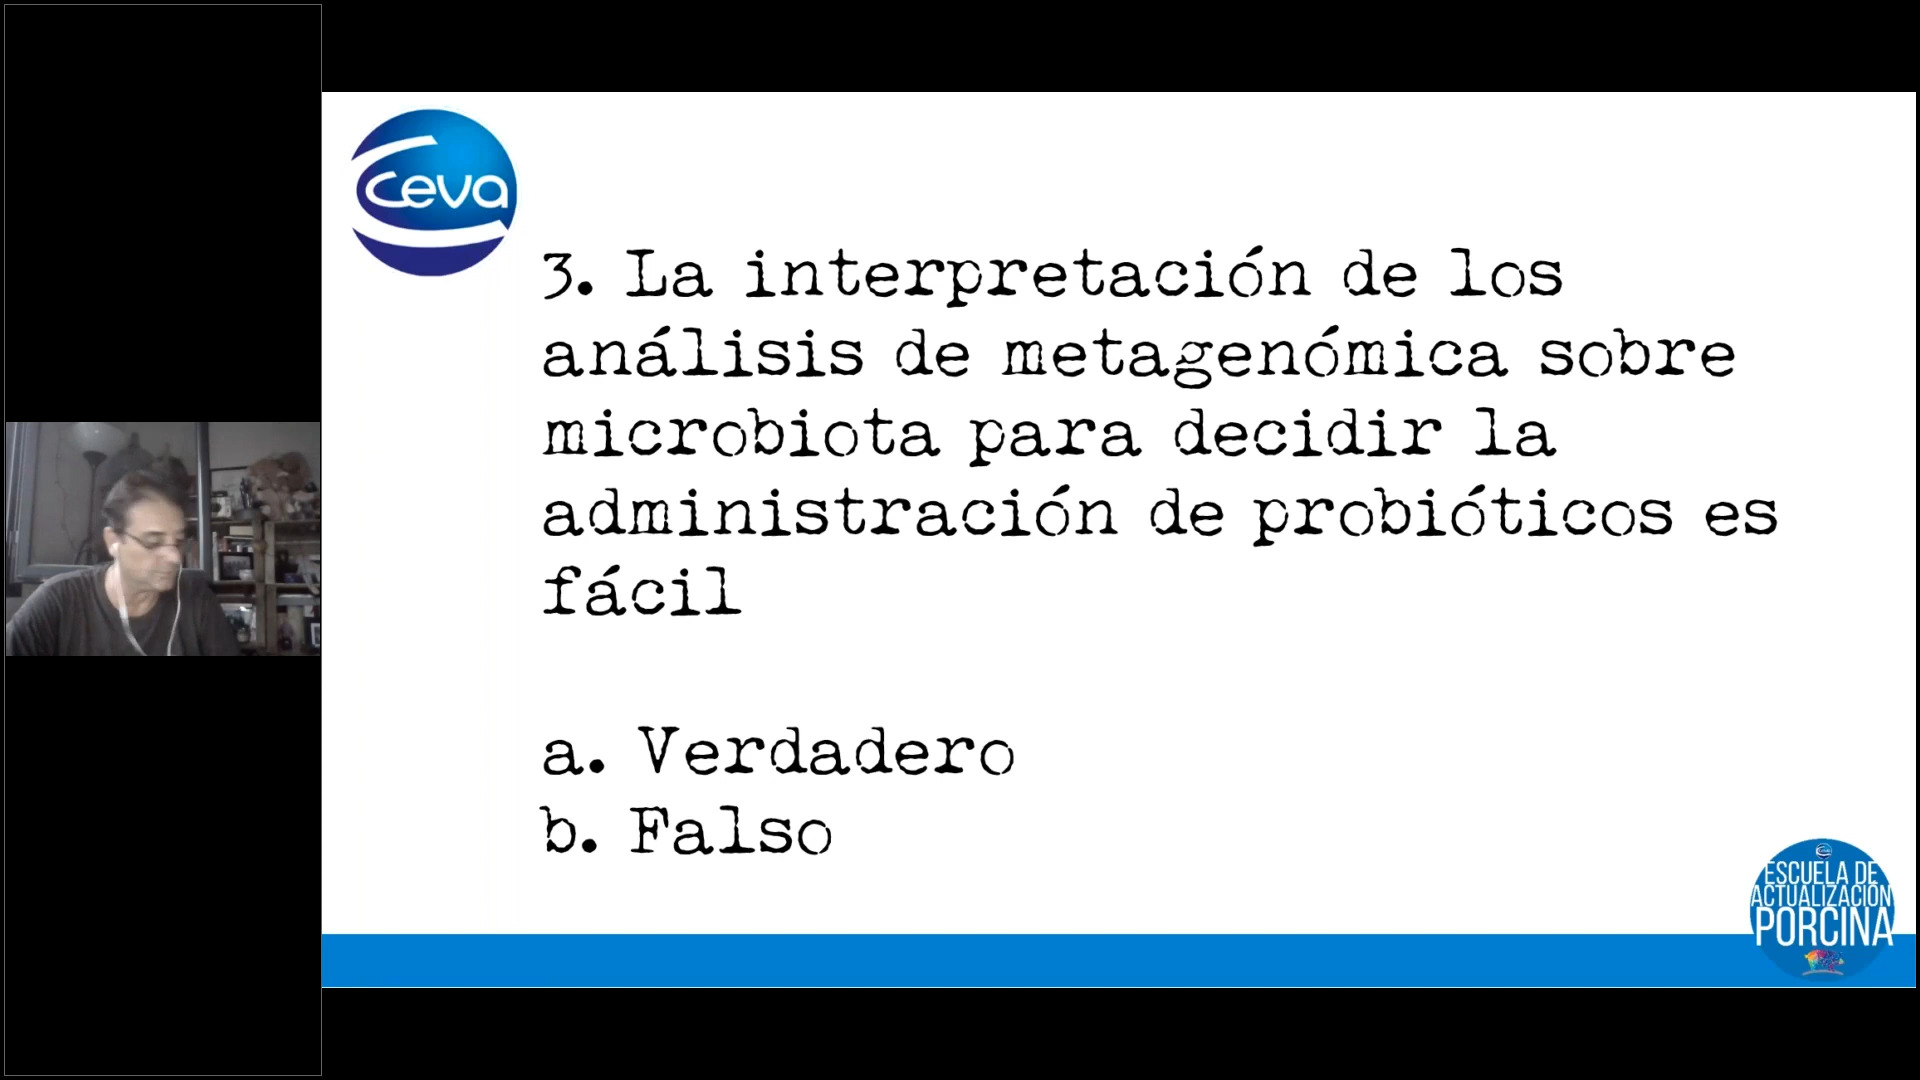 ceva
3. La interpretación de los
análisis de metagenómica sobre
microbiota para decidir la
administración de probióticos es
fácil
a. Verdadero
b. Falso
ESCUELA DE
ACTUALIZACIÓN
PORCINA